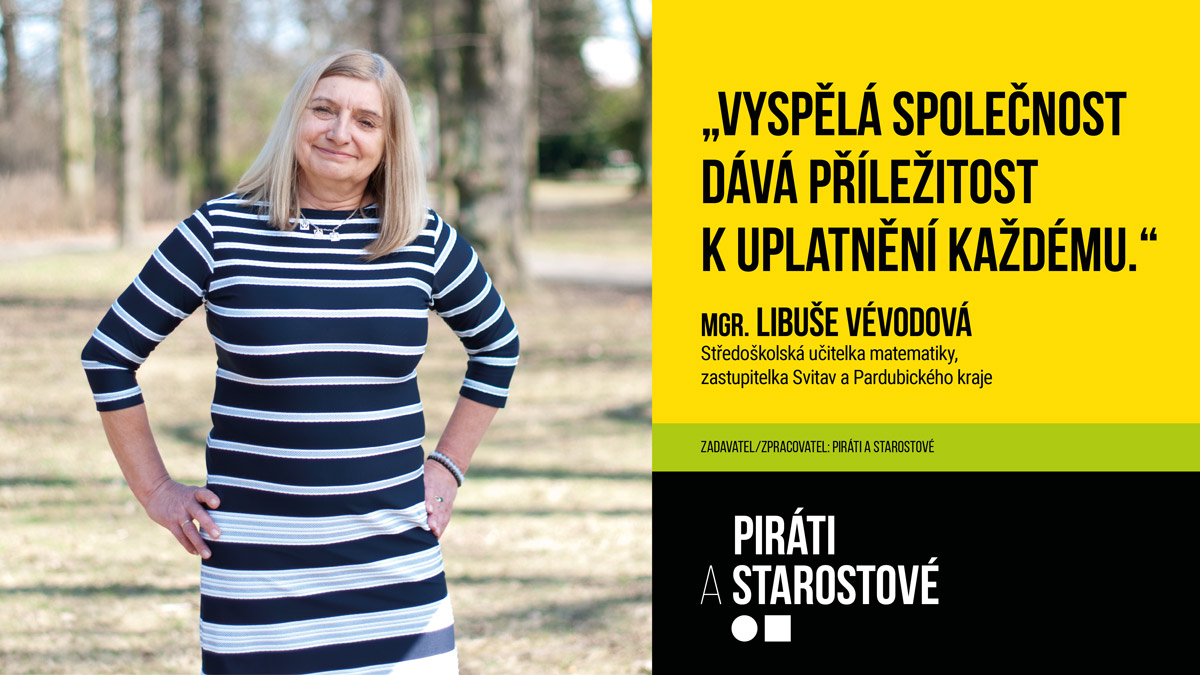 „VYSPĚLÁ SPOLEČNOST
DÁVÁ PŘÍLEŽITOST
K UPLATNĚNÍ KAŽDÉMU.“
MGR. LIBUŠE VÉVODOVÁ
Středoškolská učitelka matematiky,
zastupitelka Svitav a Pardubického kraje
ZADAVATEL/ZPRACOVATEL: PIRÁTI A STAROSTOVÉ
PIRÁTI
A STAROSTOVÉ